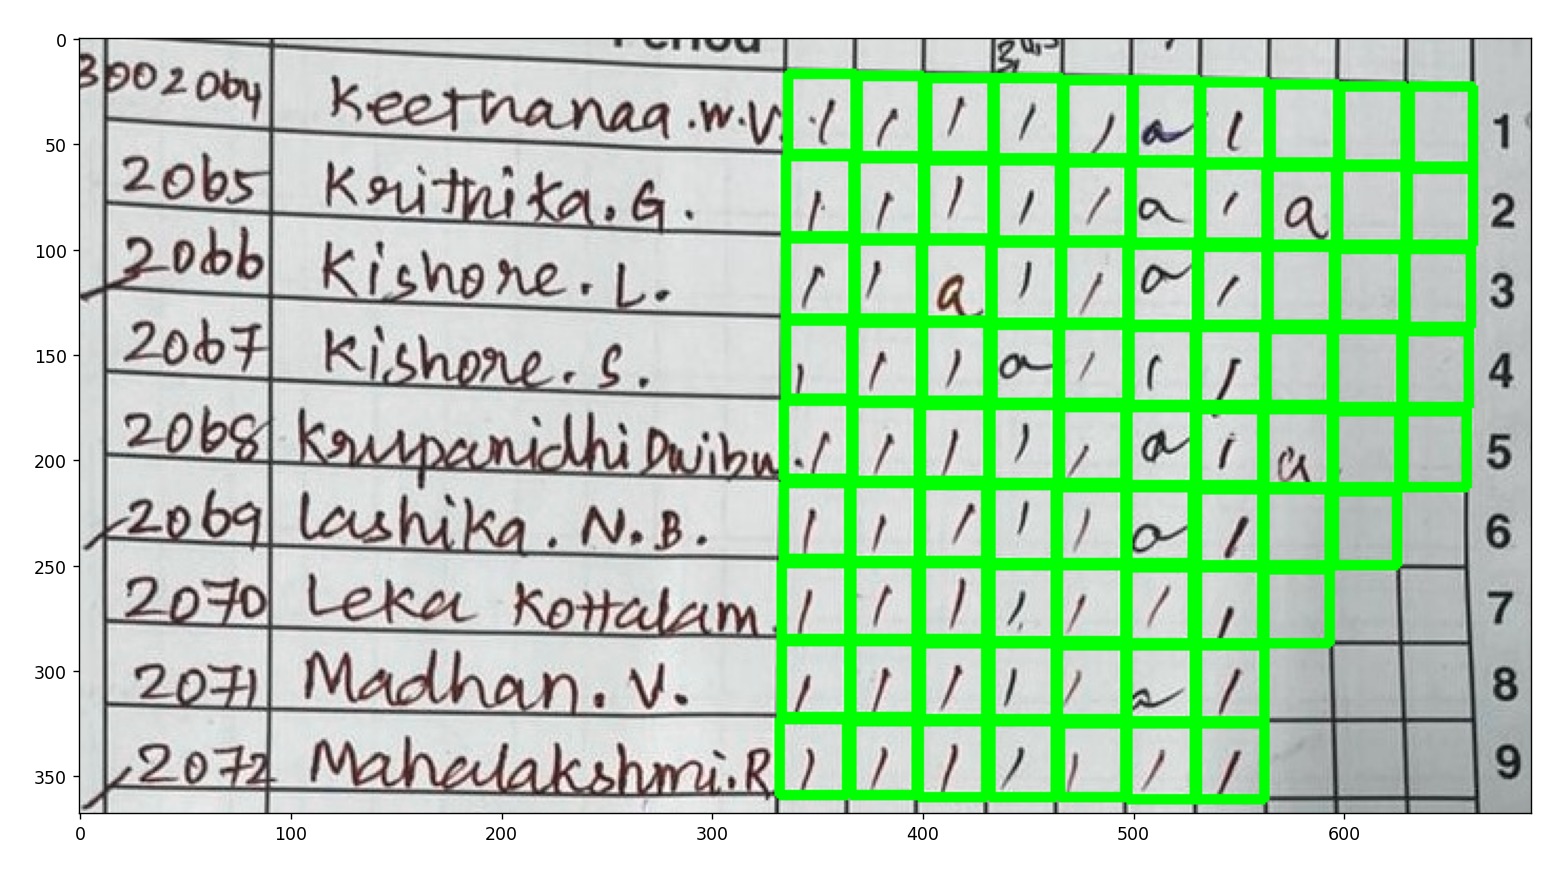 Period
3002064 Keethanaa.W.V. / / / / / a / 1
2065 Krithika.G. / / / / / a / a 2
2066 Kishore.L. / / a / / a / 3
2067 Kishore.S. / / / a / / / 4
2068 Krupanidhi Dwibu. / / / / / a / a 5
2069 Lashika.N.B. / / / / / a / 6
2070 Leka Kottalam. / / / / / / / 7
2071 Madhan.V. / / / / / a / 8
2072 Mahalakshmi.R / / / / / / / 9
0
50
100
150
200
250
300
350
0 100 200 300 400 500 600